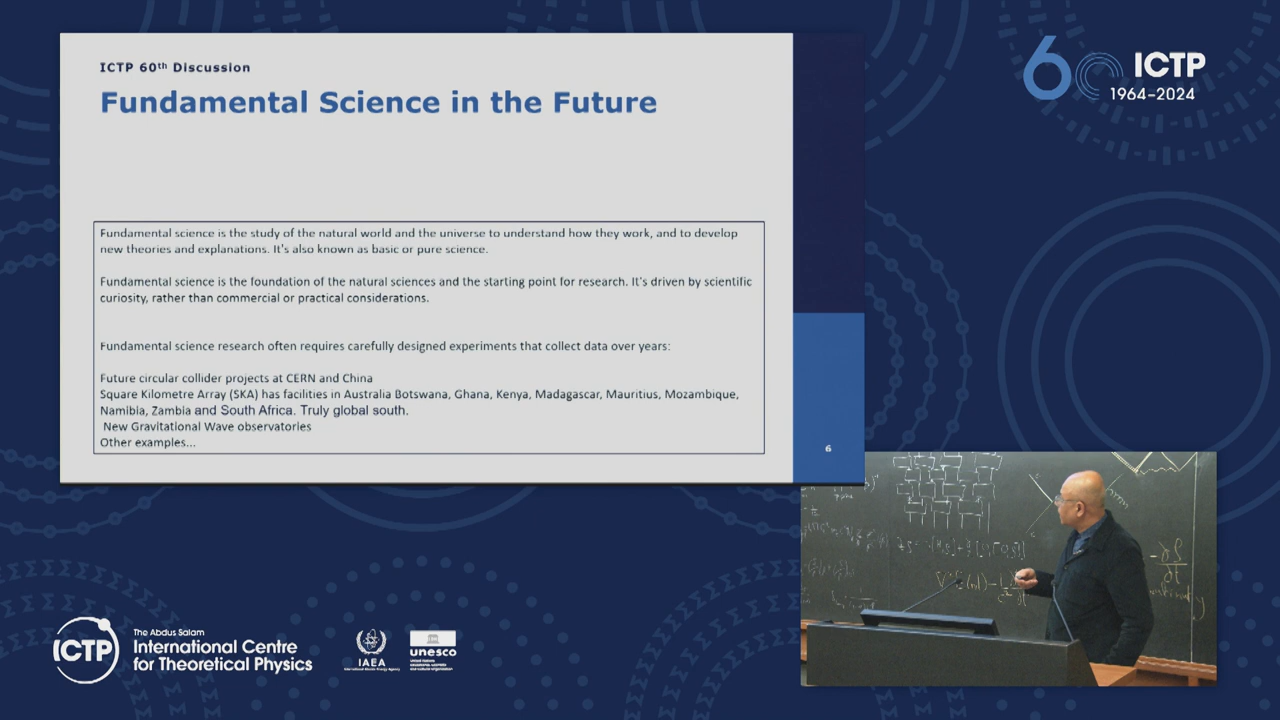 ICTP 60th Discussion
Fundamental Science in the Future
Fundamental science is the study of the natural world and the universe to understand how they work, and to develop
new theories and explanations. It's also known as basic or pure science.
Fundamental science is the foundation of the natural sciences and the starting point for research. It's driven by scientific
curiosity, rather than commercial or practical considerations.
Fundamental science research often requires carefully designed experiments that collect data over years:
Future circular collider projects at CERN and China
Square Kilometre Array (SKA) has facilities in Australia Botswana, Ghana, Kenya, Madagascar, Mauritius, Mozambique,
Namibia, Zambia and South Africa. Truly global south.
New Gravitational Wave observatories
Other examples...
6
60 ICTP
1964–2024
ICTP
The Abdus Salam
International Centre
for Theoretical Physics
IAEA
International Atomic Energy Agency
unesco